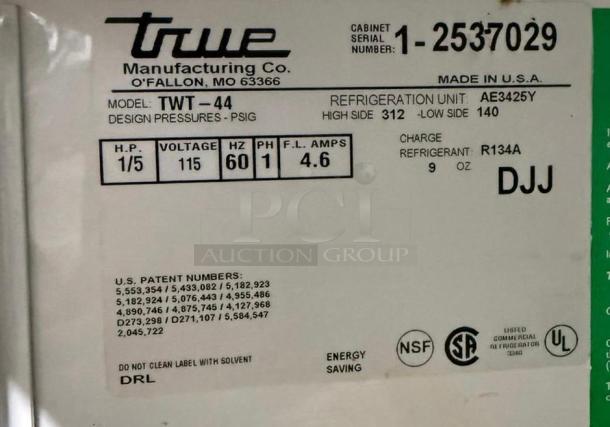 true
Manufacturing Co.
O'FALLON, MO 63366
CABINET
SERIAL
NUMBER: 1-2537029
MADE IN U.S.A.
MODEL: TWT-44
DESIGN PRESSURES - PSIG
REFRIGERATION UNIT: AE3425Y
HIGH SIDE 312 -LOW SIDE 140
H.P. VOLTAGE HZ PH F.L. AMPS
1/5 115 60 1 4.6
CHARGE
REFRIGERANT: R134A
9 OZ
DJJ
PCI
AUCTION GROUP
U.S. PATENT NUMBERS:
5,553,354 / 5,433,082 / 5,182,923
5,182,924 / 5,076,443 / 4,955,486
4,890,746 / 4,875,745 / 4,127,968
D273,298 / D271,107 / 5,584,547
2,045,722
DO NOT CLEAN LABEL WITH SOLVENT
DRL
ENERGY
SAVING
NSF
SA
LISTED
COMMERCIAL
REFRIGERATOR
UL